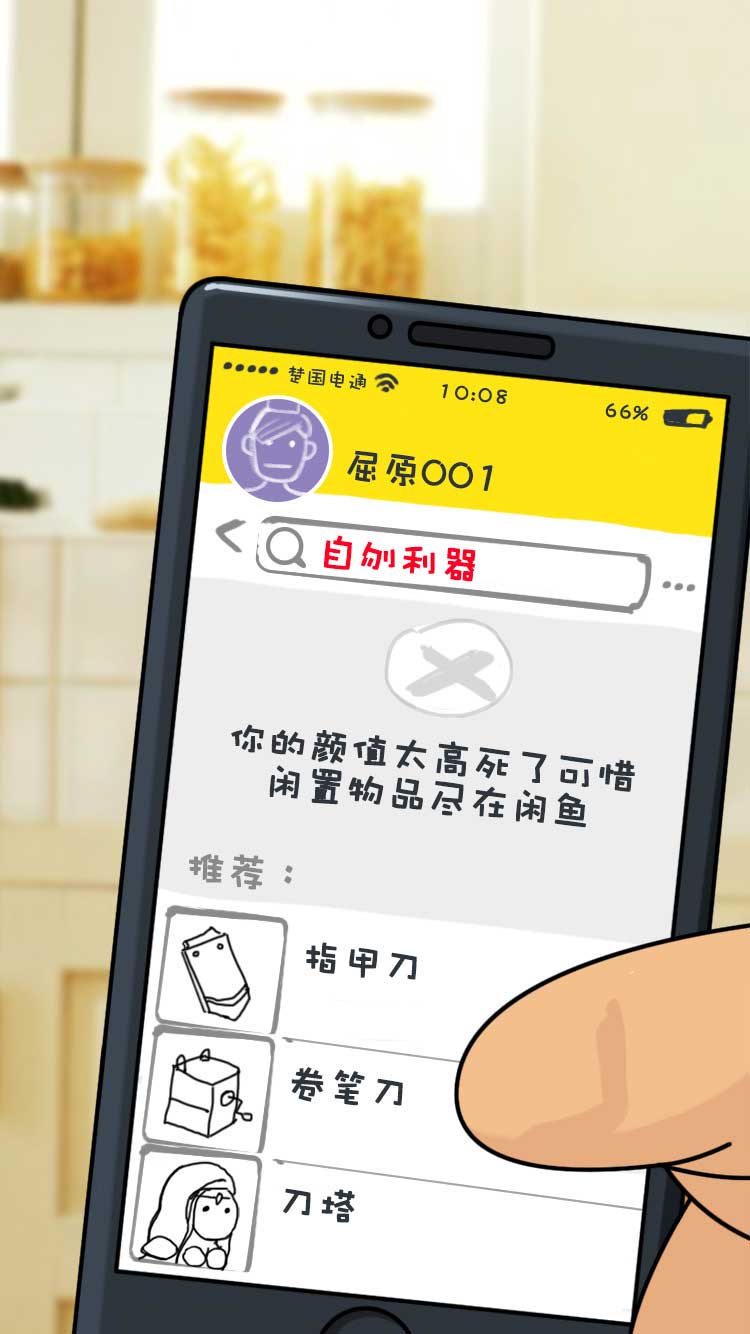 楚国电通 10:08 66%
屈原001
自刎利器
你的颜值太高死了可惜
闲置物品尽在闲鱼
推荐：
指甲刀
卷笔刀
刀塔